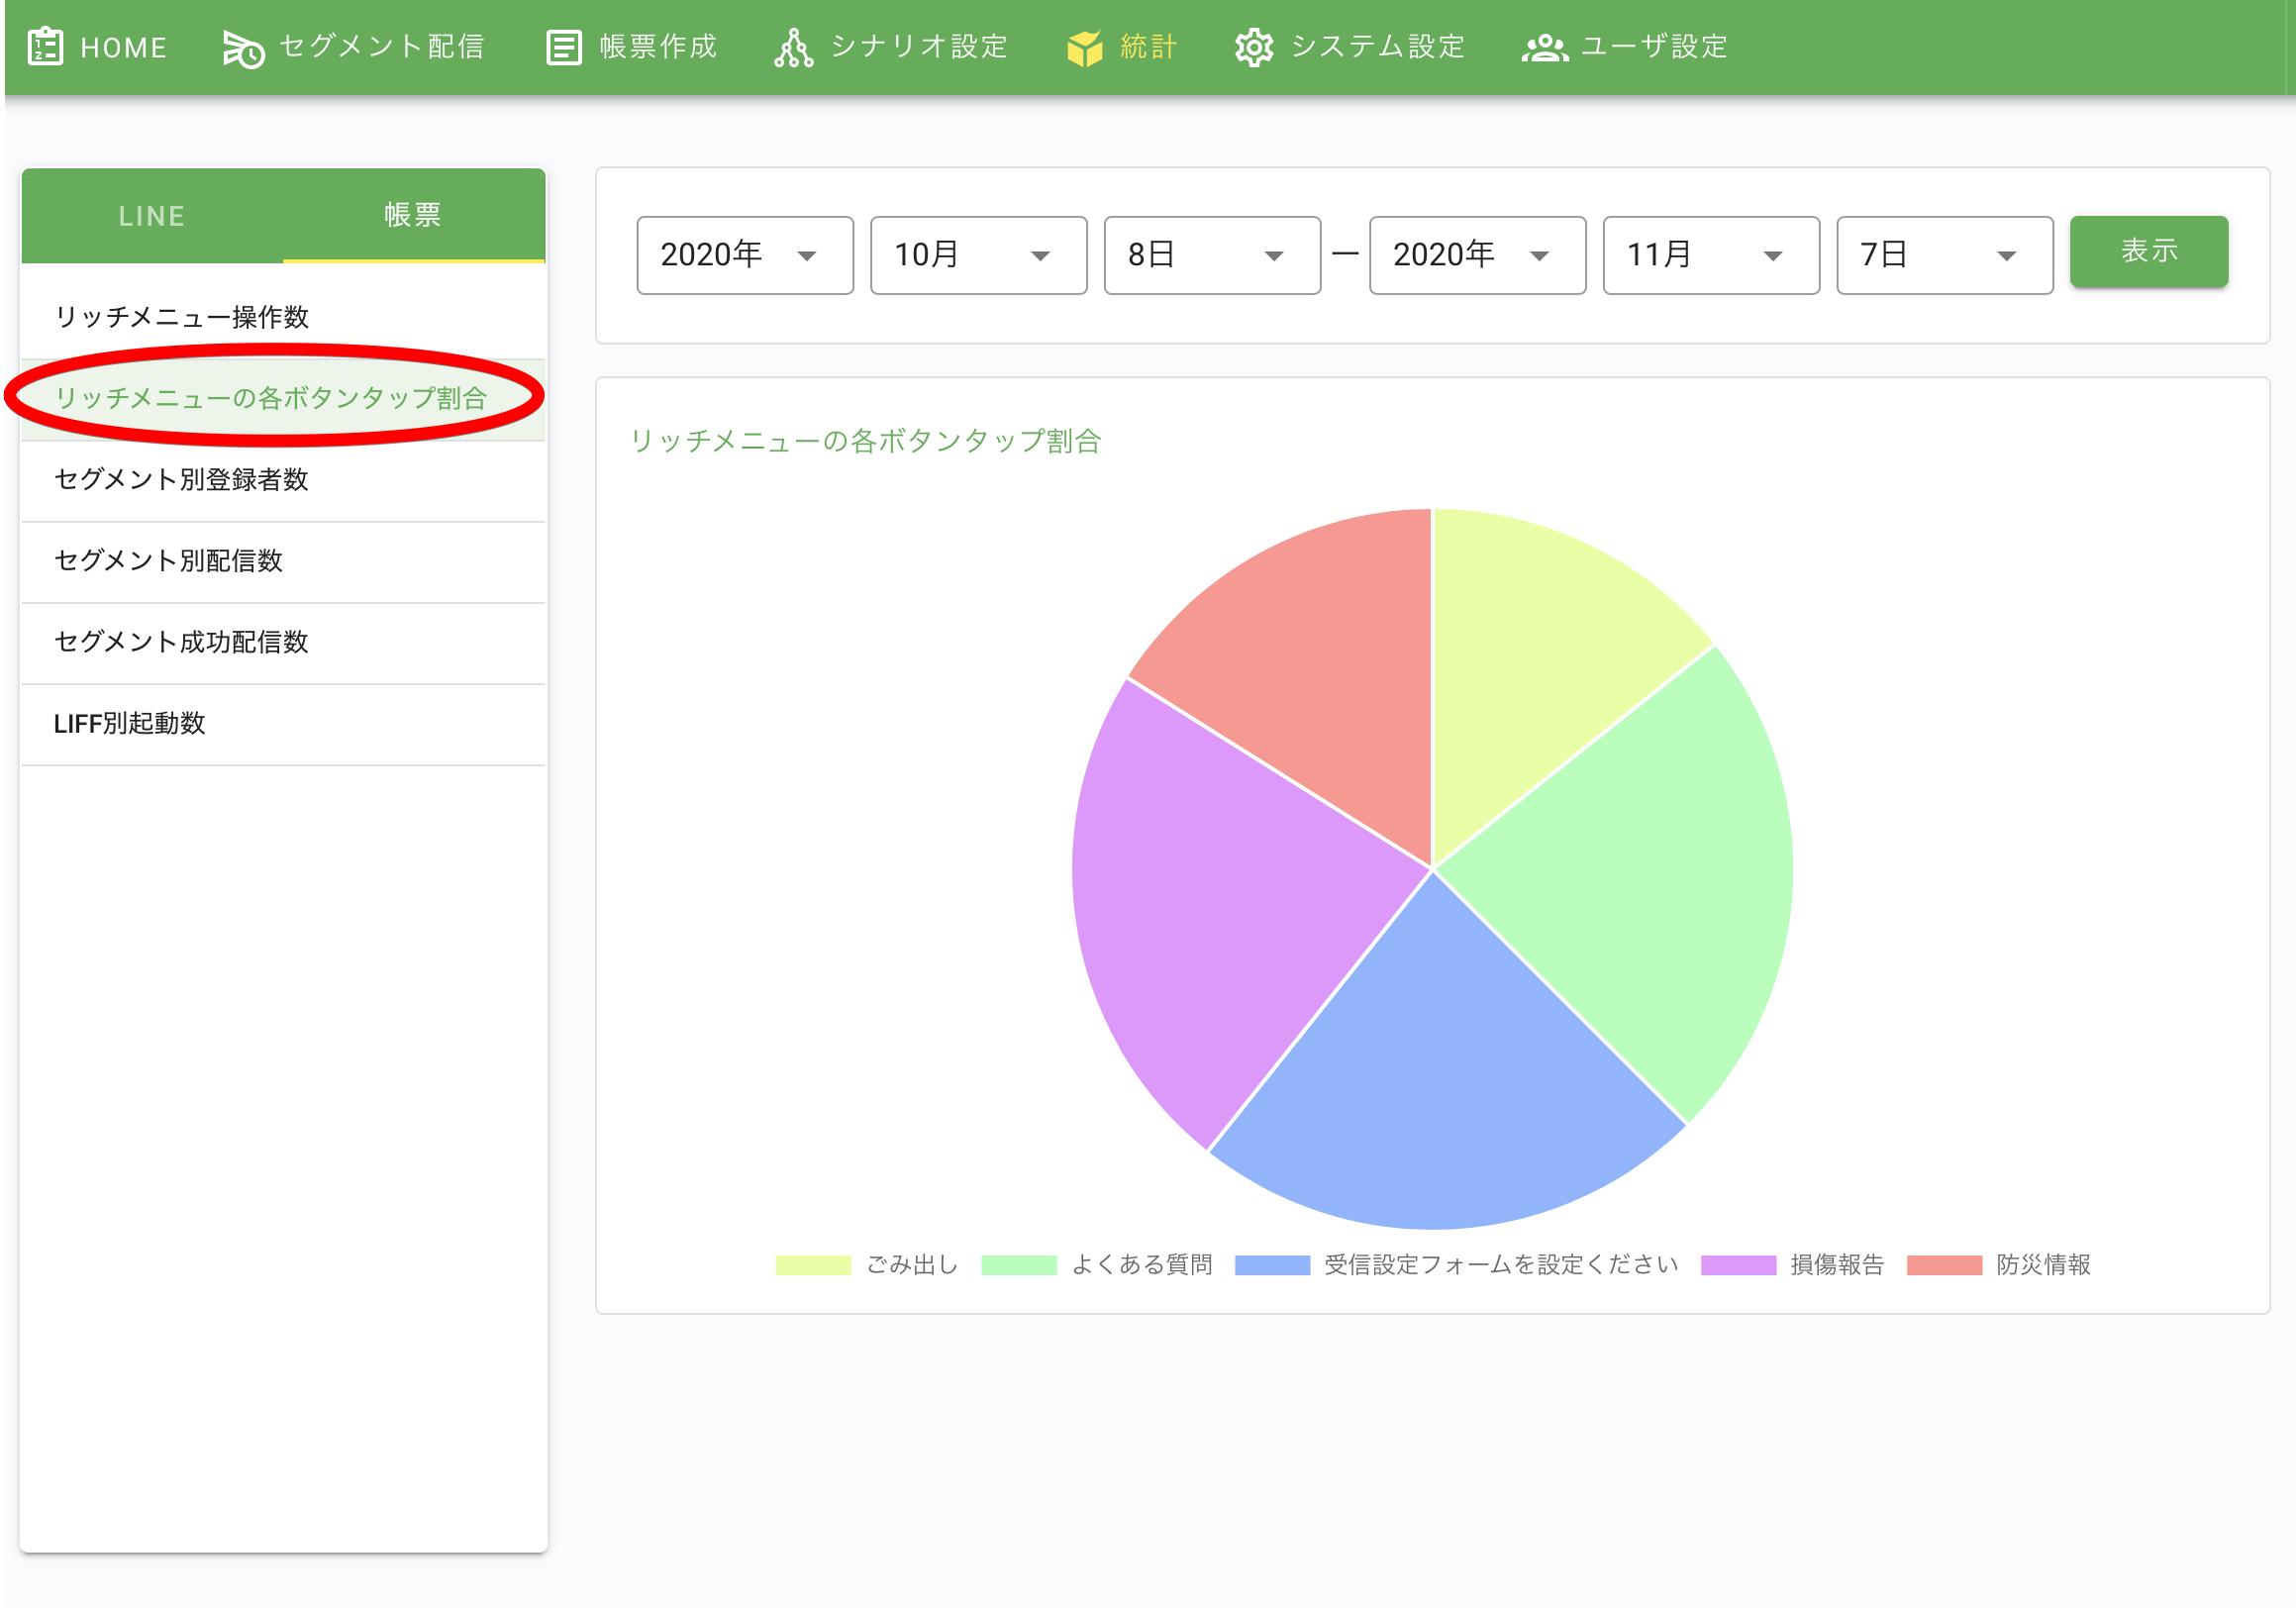 HOME セグメント配信 帳票作成 シナリオ設定 統計 システム設定 ユーザ設定
LINE 帳票
リッチメニュー操作数
リッチメニューの各ボタンタップ割合
セグメント別登録者数
セグメント別配信数
セグメント成功配信数
LIFF別起動数
2020年 10月 8日 ー 2020年 11月 7日 表示
リッチメニューの各ボタンタップ割合
ごみ出し よくある質問 受信設定フォームを設定ください 損傷報告 防災情報